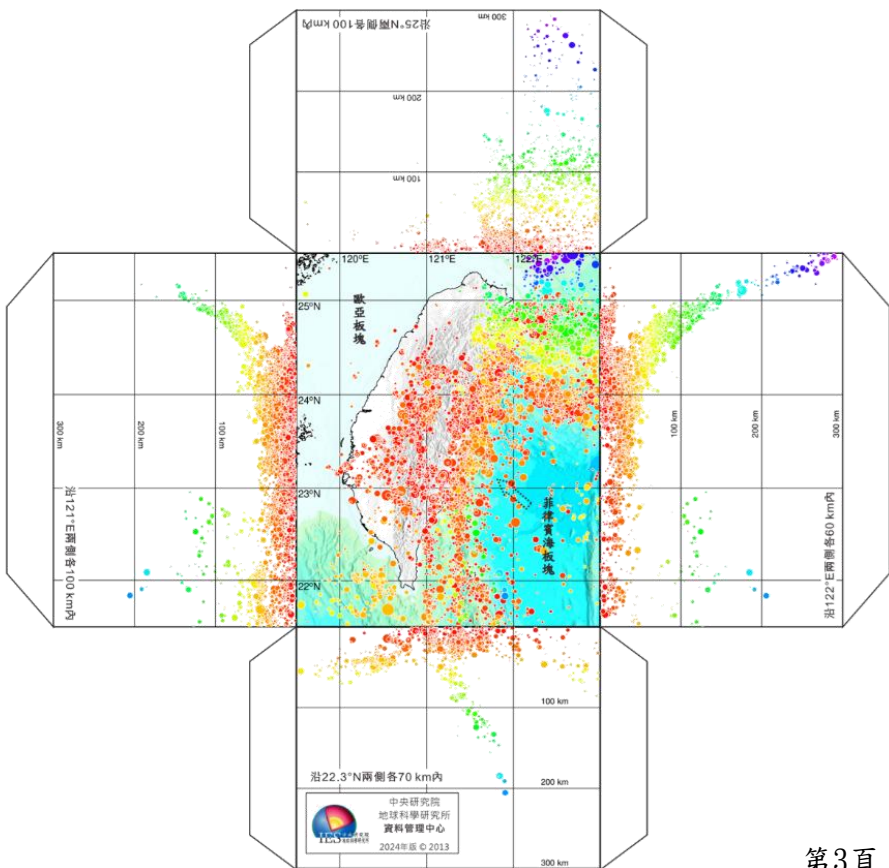 沿25°N兩側各100 km內
300 km
200 km
100 km
120°E
121°E
122°E
25°N
24°N
23°N
22°N
歐亞板塊
菲律賓海板塊
300 km
200 km
100 km
沿121°E兩側各100 km內
100 km
200 km
300 km
沿122°E兩側各60 km內
100 km
200 km
300 km
沿22.3°N兩側各70 km內
IES
中央研究院
地球科學研究所
資料管理中心
2024年版 © 2013
第3頁